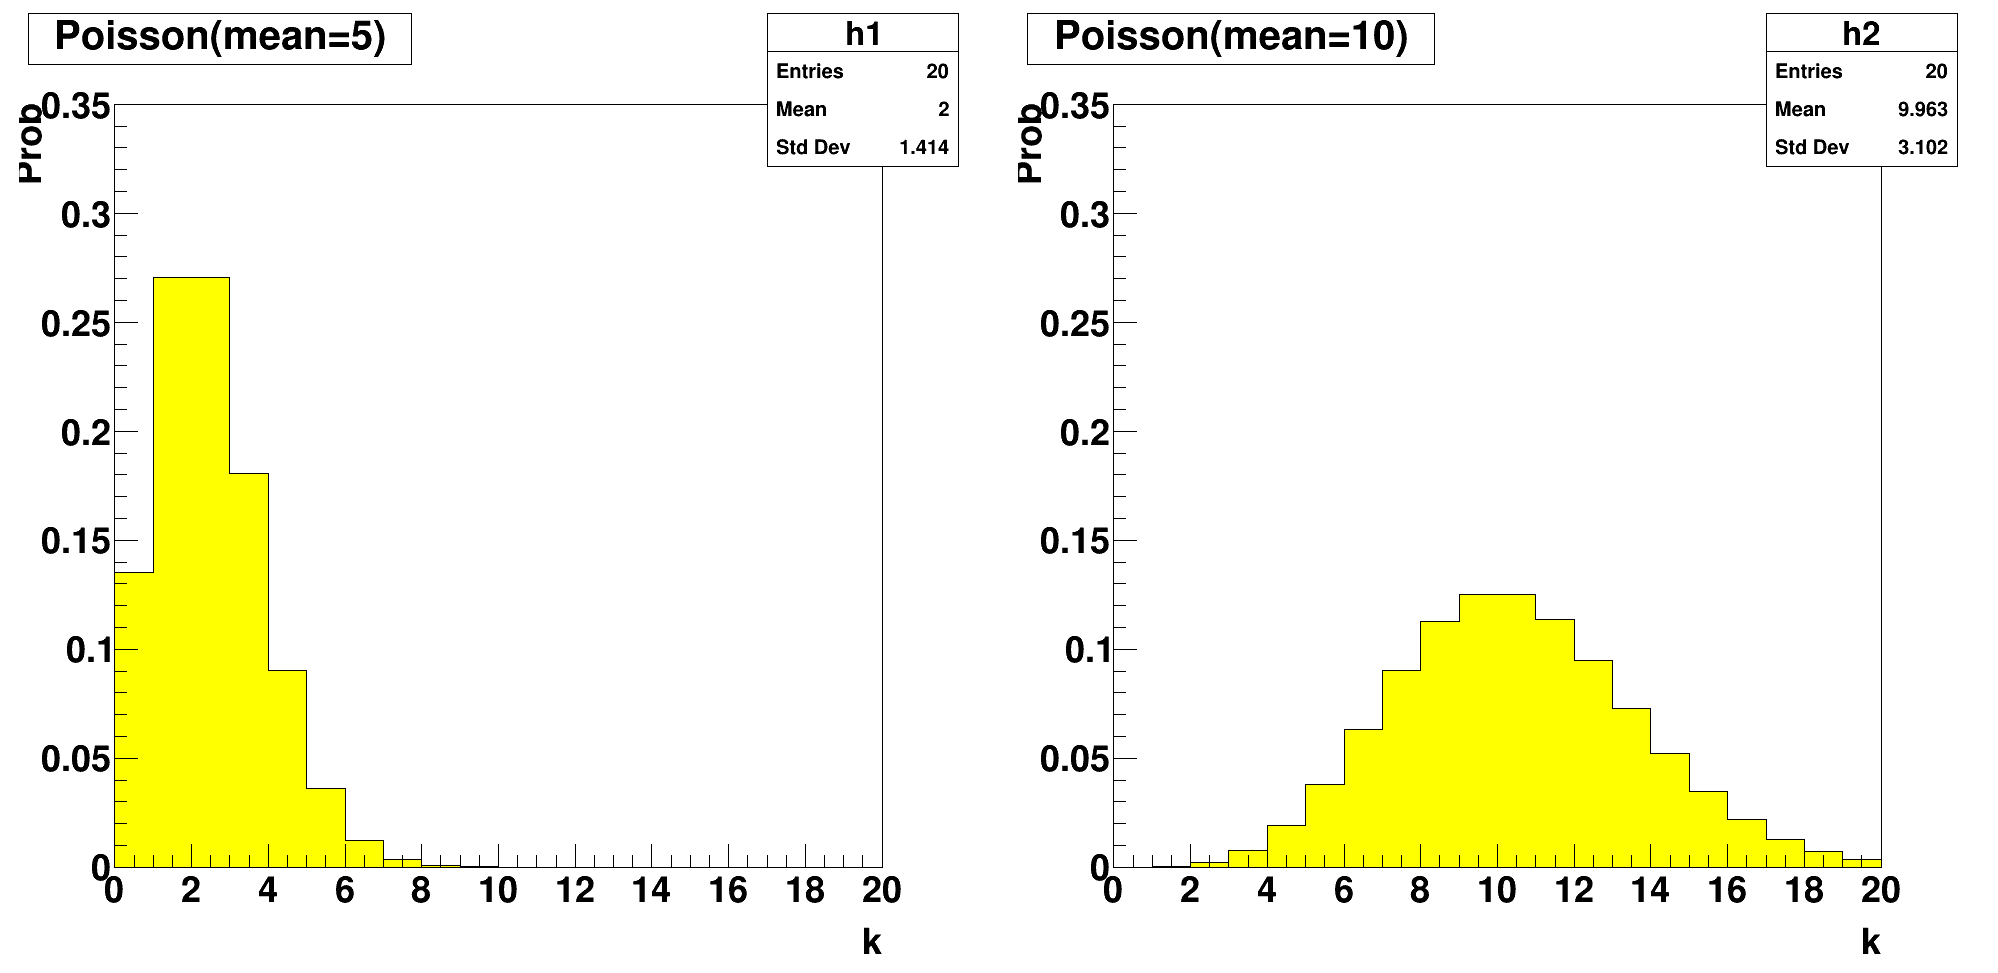 Poisson(mean=5)
h1
Entries 20
Mean 2
Std Dev 1.414
Prob
0.35
0.3
0.25
0.2
0.15
0.1
0.05
0
0 2 4 6 8 10 12 14 16 18 20
k
Poisson(mean=10)
h2
Entries 20
Mean 9.963
Std Dev 3.102
Prob
0.35
0.3
0.25
0.2
0.15
0.1
0.05
0
0 2 4 6 8 10 12 14 16 18 20
k